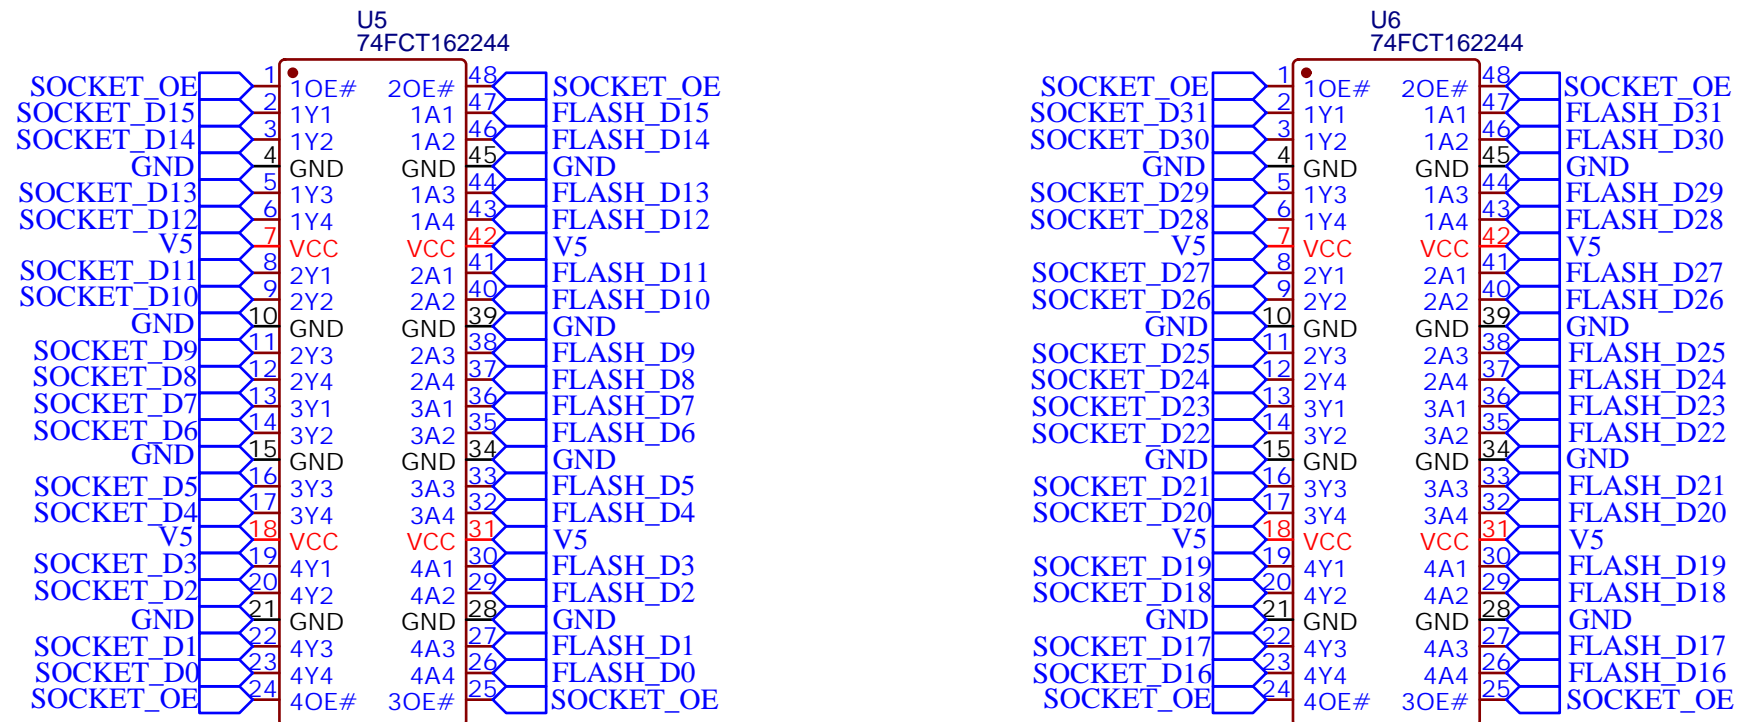 U5
74FCT162244
SOCKET_OE 1 1OE# 2OE# 48 SOCKET_OE
SOCKET_D15 2 1Y1 1A1 47 FLASH_D15
SOCKET_D14 3 1Y2 1A2 46 FLASH_D14
GND 4 GND GND 45 GND
SOCKET_D13 5 1Y3 1A3 44 FLASH_D13
SOCKET_D12 6 1Y4 1A4 43 FLASH_D12
V5 7 VCC VCC 42 V5
SOCKET_D11 8 2Y1 2A1 41 FLASH_D11
SOCKET_D10 9 2Y2 2A2 40 FLASH_D10
GND 10 GND GND 39 GND
SOCKET_D9 11 2Y3 2A3 38 FLASH_D9
SOCKET_D8 12 2Y4 2A4 37 FLASH_D8
SOCKET_D7 13 3Y1 3A1 36 FLASH_D7
SOCKET_D6 14 3Y2 3A2 35 FLASH_D6
GND 15 GND GND 34 GND
SOCKET_D5 16 3Y3 3A3 33 FLASH_D5
SOCKET_D4 17 3Y4 3A4 32 FLASH_D4
V5 18 VCC VCC 31 V5
SOCKET_D3 19 4Y1 4A1 30 FLASH_D3
SOCKET_D2 20 4Y2 4A2 29 FLASH_D2
GND 21 GND GND 28 GND
SOCKET_D1 22 4Y3 4A3 27 FLASH_D1
SOCKET_D0 23 4Y4 4A4 26 FLASH_D0
SOCKET_OE 24 4OE# 3OE# 25 SOCKET_OE
U6
74FCT162244
SOCKET_OE 1 1OE# 2OE# 48 SOCKET_OE
SOCKET_D31 2 1Y1 1A1 47 FLASH_D31
SOCKET_D30 3 1Y2 1A2 46 FLASH_D30
GND 4 GND GND 45 GND
SOCKET_D29 5 1Y3 1A3 44 FLASH_D29
SOCKET_D28 6 1Y4 1A4 43 FLASH_D28
V5 7 VCC VCC 42 V5
SOCKET_D27 8 2Y1 2A1 41 FLASH_D27
SOCKET_D26 9 2Y2 2A2 40 FLASH_D26
GND 10 GND GND 39 GND
SOCKET_D25 11 2Y3 2A3 38 FLASH_D25
SOCKET_D24 12 2Y4 2A4 37 FLASH_D24
SOCKET_D23 13 3Y1 3A1 36 FLASH_D23
SOCKET_D22 14 3Y2 3A2 35 FLASH_D22
GND 15 GND GND 34 GND
SOCKET_D21 16 3Y3 3A3 33 FLASH_D21
SOCKET_D20 17 3Y4 3A4 32 FLASH_D20
V5 18 VCC VCC 31 V5
SOCKET_D19 19 4Y1 4A1 30 FLASH_D19
SOCKET_D18 20 4Y2 4A2 29 FLASH_D18
GND 21 GND GND 28 GND
SOCKET_D17 22 4Y3 4A3 27 FLASH_D17
SOCKET_D16 23 4Y4 4A4 26 FLASH_D16
SOCKET_OE 24 4OE# 3OE# 25 SOCKET_OE